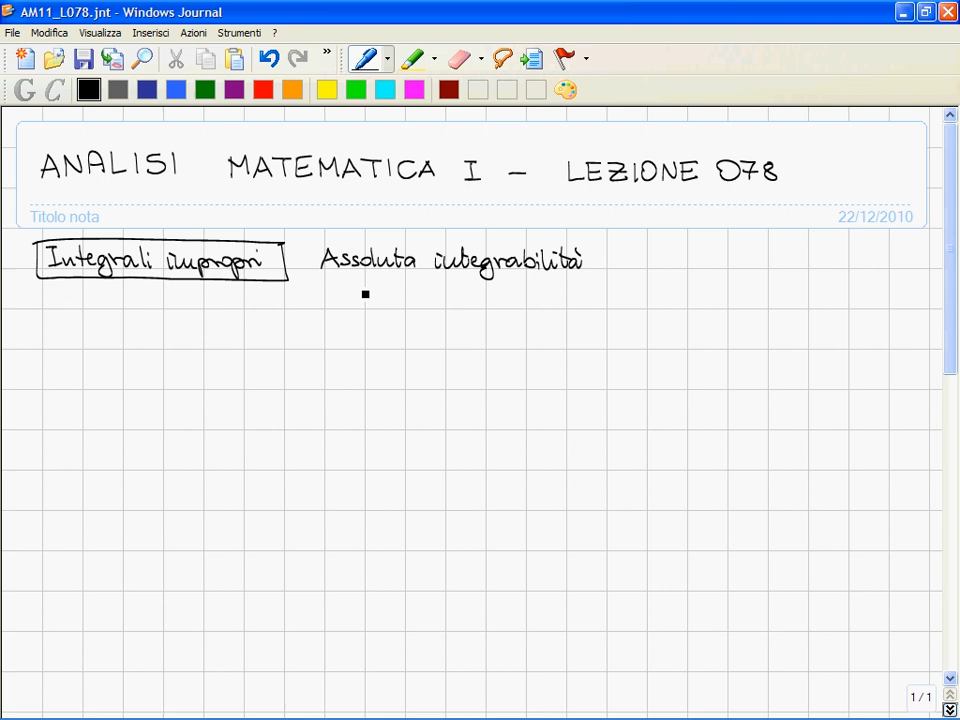 AM11_L078.jnt - Windows Journal
File Modifica Visualizza Inserisci Azioni Strumenti ?
»
G C
ANALISI MATEMATICA I - LEZIONE 078
Titolo nota 22/12/2010
Integrali impropri Assoluta integrabilità
1 / 1